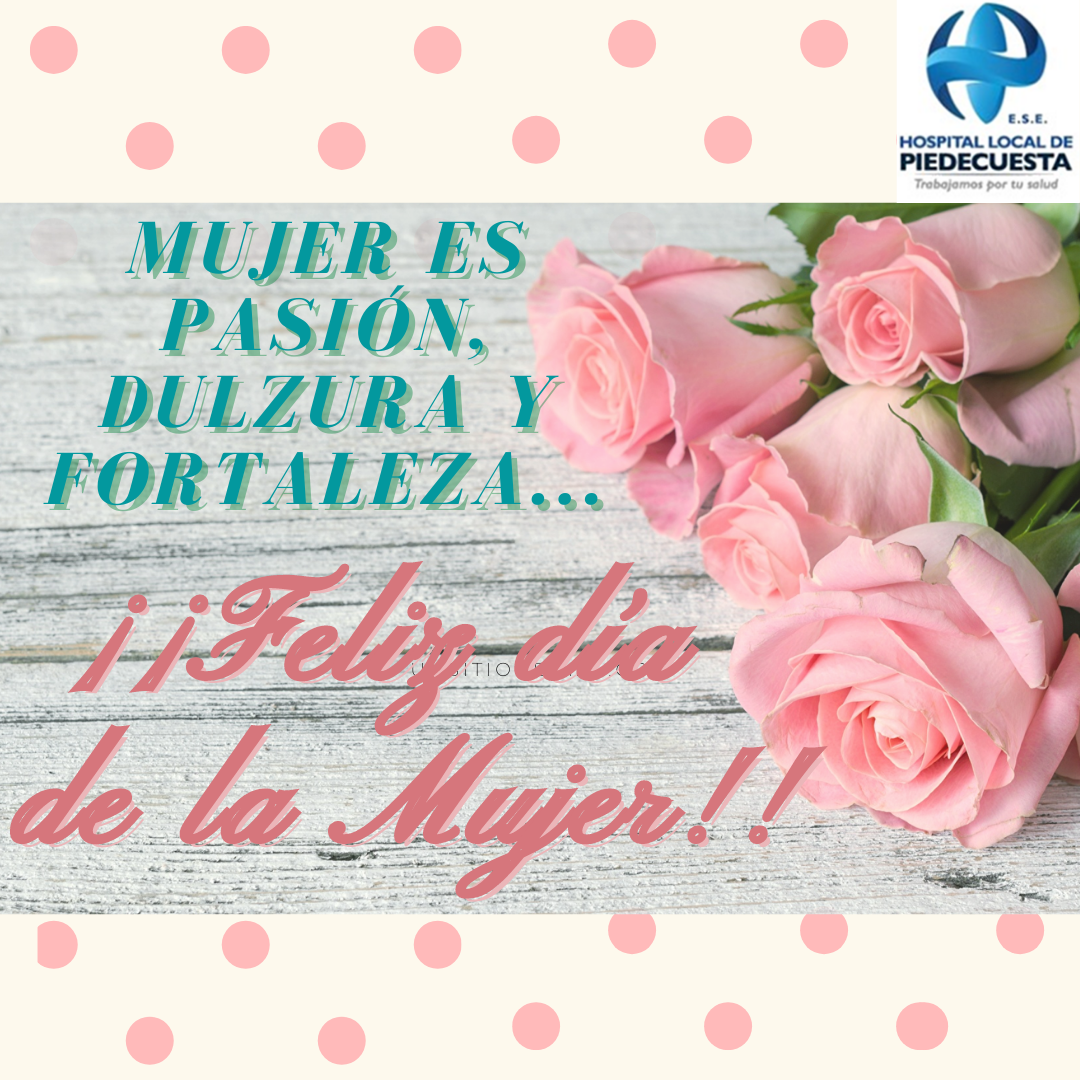 E.S.E.
HOSPITAL LOCAL DE
PIEDECUESTA
Trabajamos por tu salud
MUJER ES
PASIÓN,
DULZURA Y
FORTALEZA...
¡¡Feliz día
de la Mujer!!